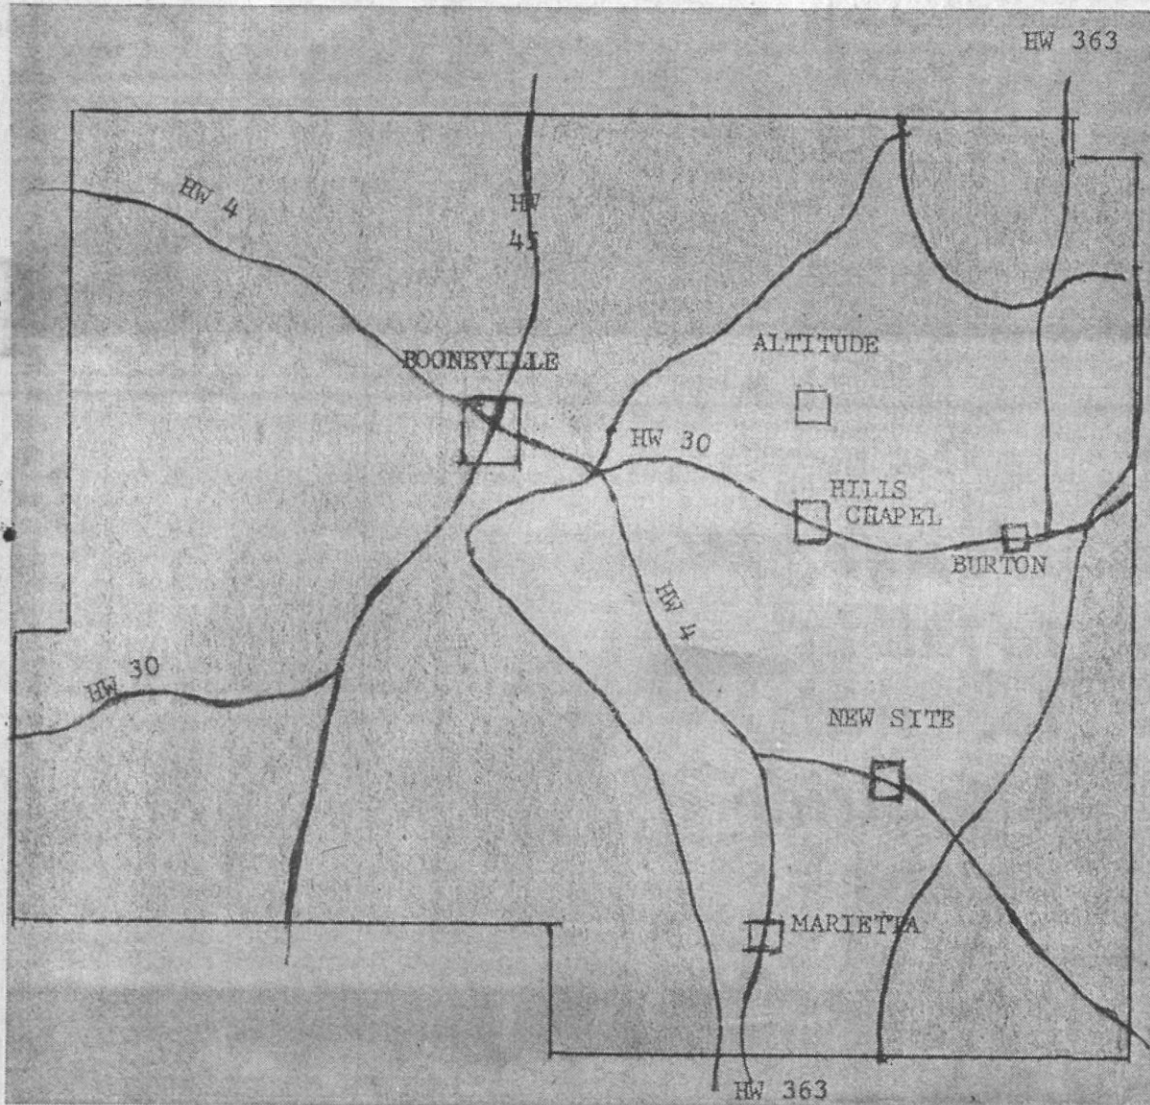 HW 363
HW 4
HW
45
BOONEVILLE
ALTITUDE
HW 30
HILLS
CHAPEL
BURTON
HW 4
HW 30
NEW SITE
MARIETTA
HW 363